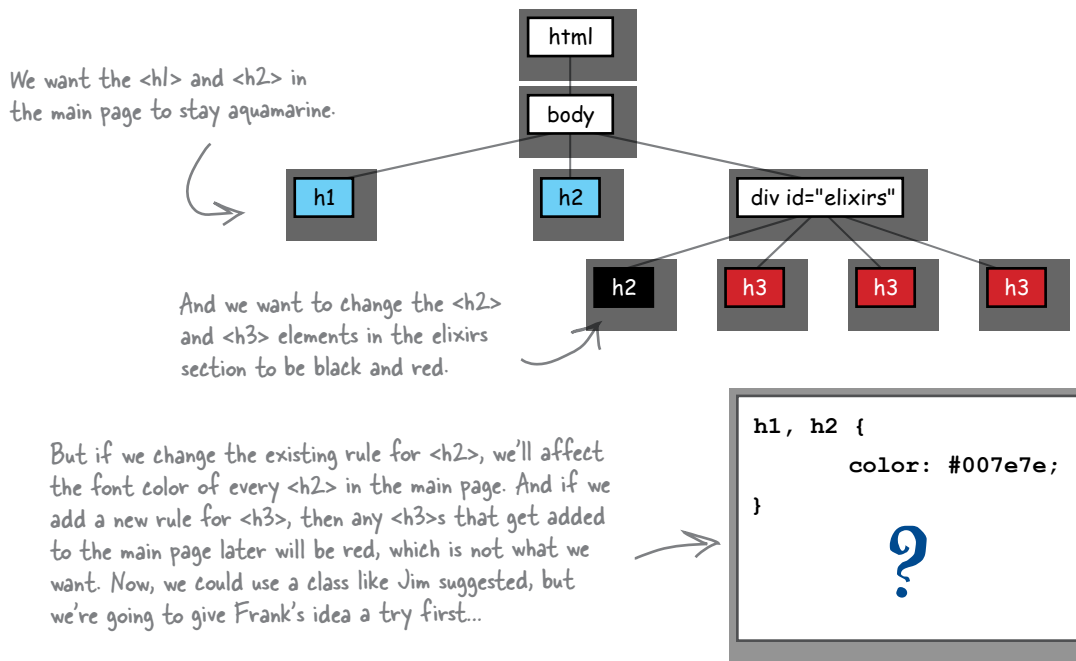 html
We want the <h1> and <h2> in
the main page to stay aquamarine.
body
h1
h2
div id="elixirs"
h2
h3
h3
h3
And we want to change the <h2>
and <h3> elements in the elixirs
section to be black and red.
But if we change the existing rule for <h2>, we'll affect
the font color of every <h2> in the main page. And if we
add a new rule for <h3>, then any <h3>s that get added
to the main page later will be red, which is not what we
want. Now, we could use a class like Jim suggested, but
we're going to give Frank's idea a try first...
h1, h2 {
color: #007e7e;
}
?